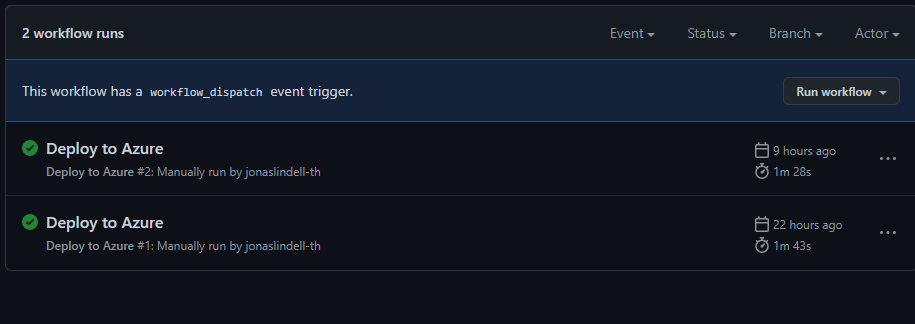 2 workflow runs
Event Status Branch Actor
This workflow has a workflow_dispatch event trigger.
Run workflow
Deploy to Azure
Deploy to Azure #2: Manually run by jonaslindell-th
9 hours ago
1m 28s
Deploy to Azure
Deploy to Azure #1: Manually run by jonaslindell-th
22 hours ago
1m 43s